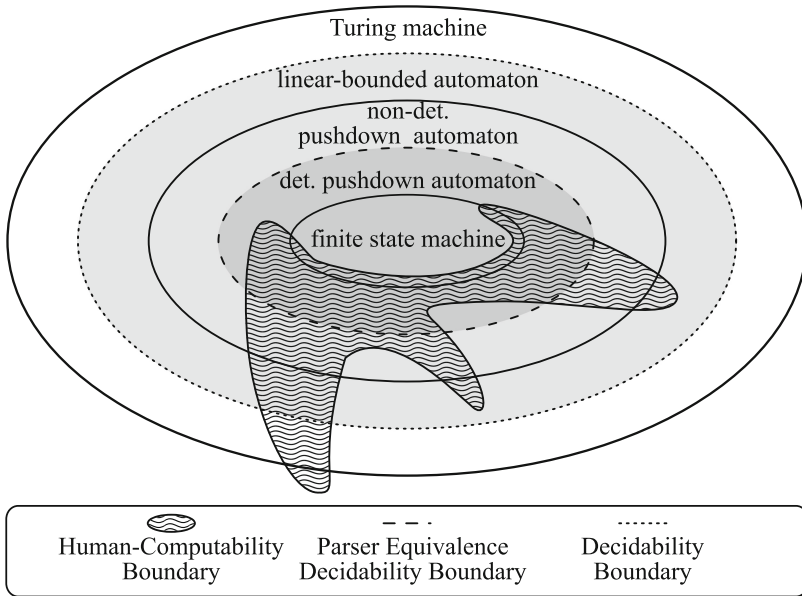 Turing machine
linear-bounded automaton
non-det.
pushdown automaton
det. pushdown automaton
finite state machine
Human-Computability
Boundary
Parser Equivalence
Decidability Boundary
Decidability
Boundary